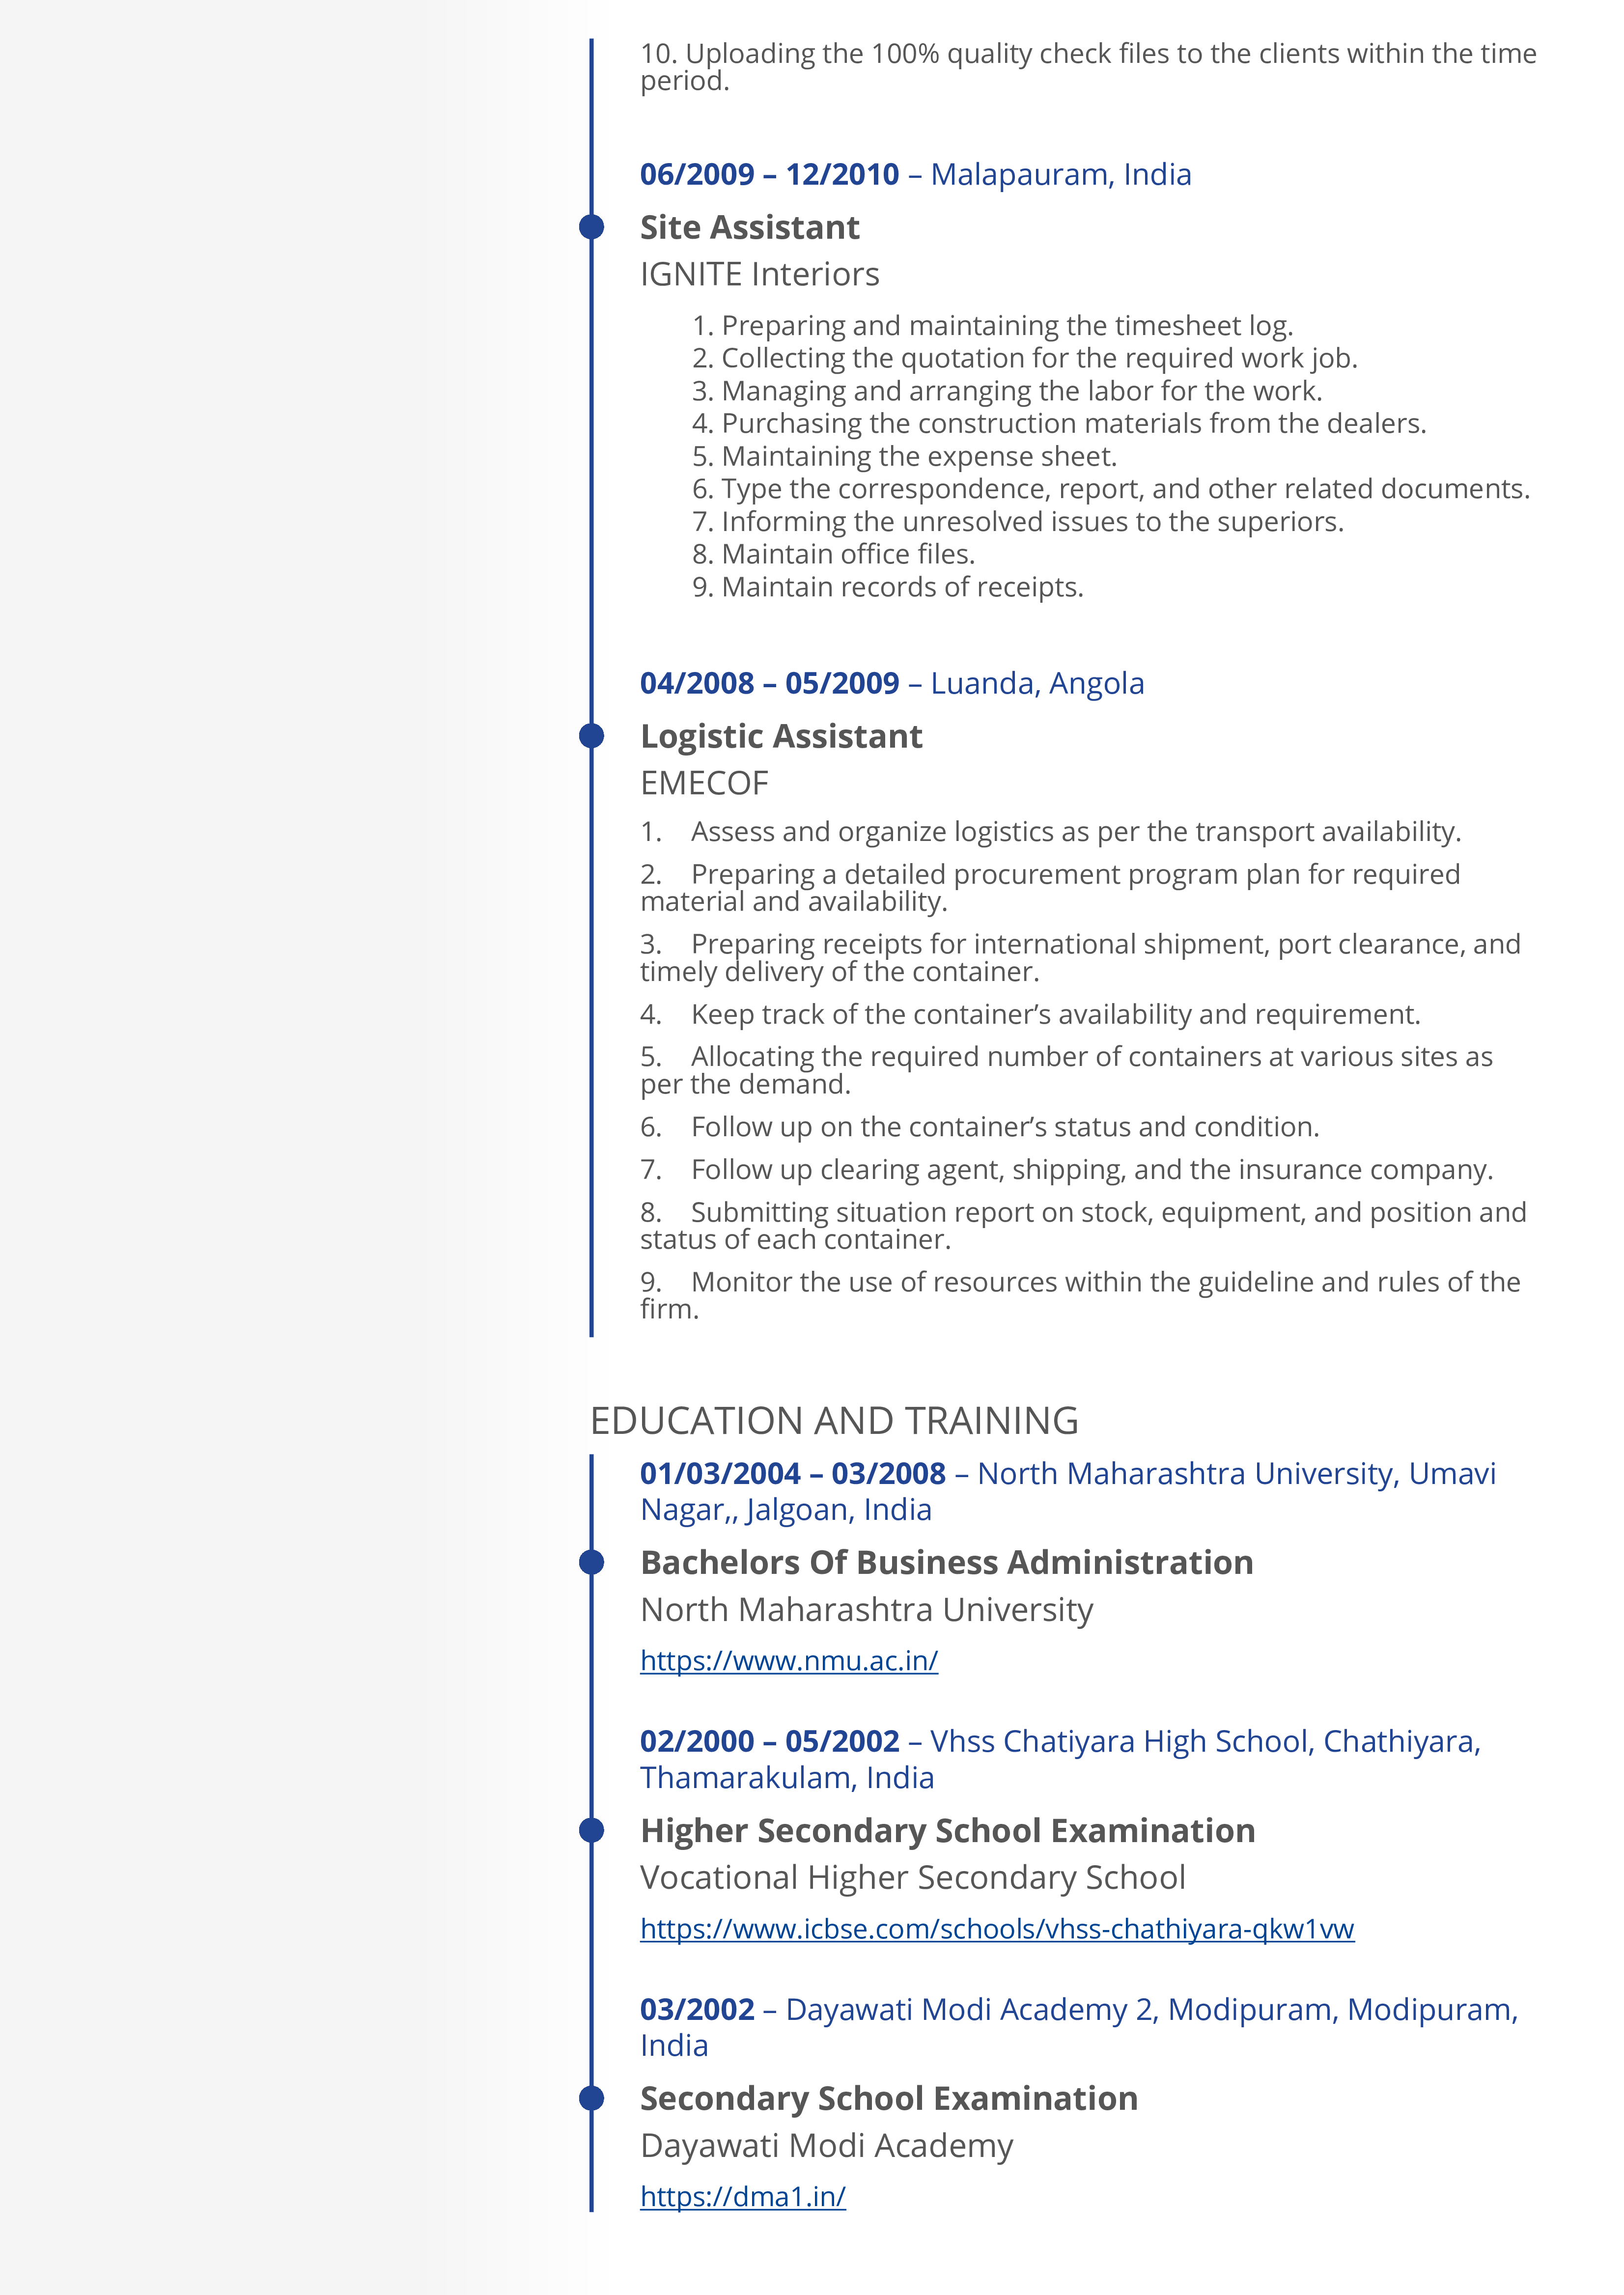 10. Uploading the 100% quality check files to the clients within the time
period.
06/2009 – 12/2010 – Malapauram, India
Site Assistant
IGNITE Interiors
1. Preparing and maintaining the timesheet log.
2. Collecting the quotation for the required work job.
3. Managing and arranging the labor for the work.
4. Purchasing the construction materials from the dealers.
5. Maintaining the expense sheet.
6. Type the correspondence, report, and other related documents.
7. Informing the unresolved issues to the superiors.
8. Maintain office files.
9. Maintain records of receipts.
04/2008 – 05/2009 – Luanda, Angola
Logistic Assistant
EMECOF
1. Assess and organize logistics as per the transport availability.
2. Preparing a detailed procurement program plan for required
material and availability.
3. Preparing receipts for international shipment, port clearance, and
timely delivery of the container.
4. Keep track of the container’s availability and requirement.
5. Allocating the required number of containers at various sites as
per the demand.
6. Follow up on the container’s status and condition.
7. Follow up clearing agent, shipping, and the insurance company.
8. Submitting situation report on stock, equipment, and position and
status of each container.
9. Monitor the use of resources within the guideline and rules of the
firm.
EDUCATION AND TRAINING
01/03/2004 – 03/2008 – North Maharashtra University, Umavi
Nagar,, Jalgoan, India
Bachelors Of Business Administration
North Maharashtra University
https://www.nmu.ac.in/
02/2000 – 05/2002 – Vhss Chatiyara High School, Chathiyara,
Thamarakulam, India
Higher Secondary School Examination
Vocational Higher Secondary School
https://www.icbse.com/schools/vhss-chathiyara-qkw1vw
03/2002 – Dayawati Modi Academy 2, Modipuram, Modipuram,
India
Secondary School Examination
Dayawati Modi Academy
https://dma1.in/